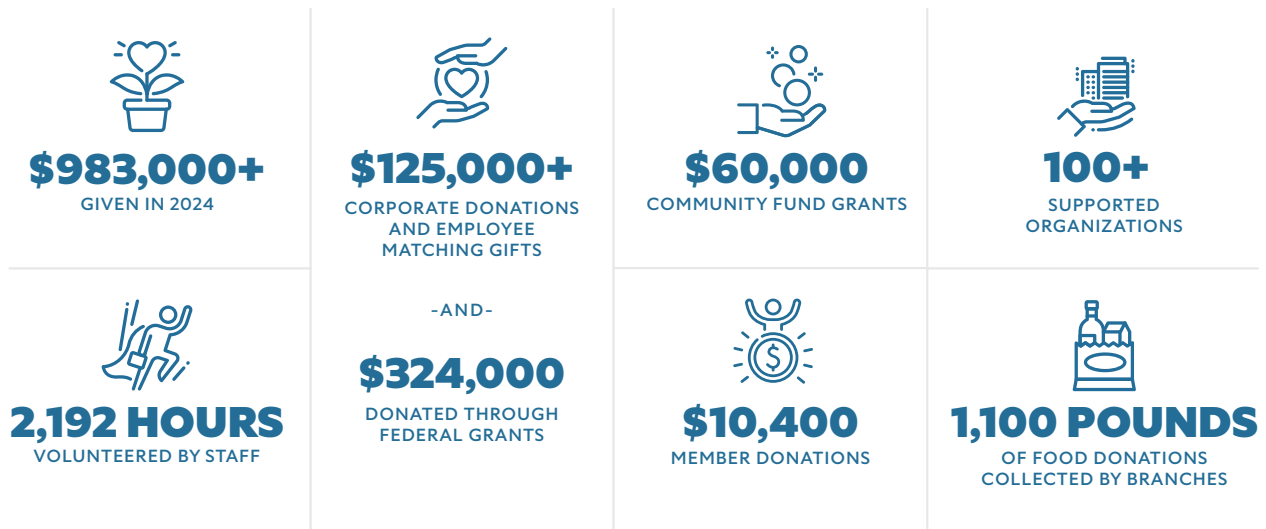 $983,000+
GIVEN IN 2024
$125,000+
CORPORATE DONATIONS
AND EMPLOYEE
MATCHING GIFTS
-AND-
$324,000
DONATED THROUGH
FEDERAL GRANTS
$60,000
COMMUNITY FUND GRANTS
100+
SUPPORTED
ORGANIZATIONS
2,192 HOURS
VOLUNTEERED BY STAFF
$
$10,400
MEMBER DONATIONS
1,100 POUNDS
OF FOOD DONATIONS
COLLECTED BY BRANCHES